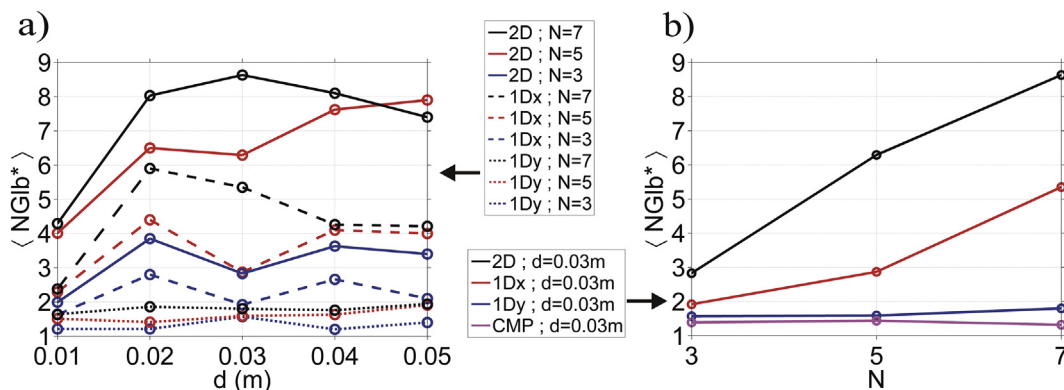 a)
⟨ NGlb* ⟩
9
8
7
6
5
4
3
2
1
0.01 0.02 0.03 0.04 0.05
d (m)
2D ; N=7
2D ; N=5
2D ; N=3
1Dx ; N=7
1Dx ; N=5
1Dx ; N=3
1Dy ; N=7
1Dy ; N=5
1Dy ; N=3
2D ; d=0.03m
1Dx ; d=0.03m
1Dy ; d=0.03m
CMP ; d=0.03m
b)
⟨ NGlb* ⟩
9
8
7
6
5
4
3
2
1
3 5 7
N